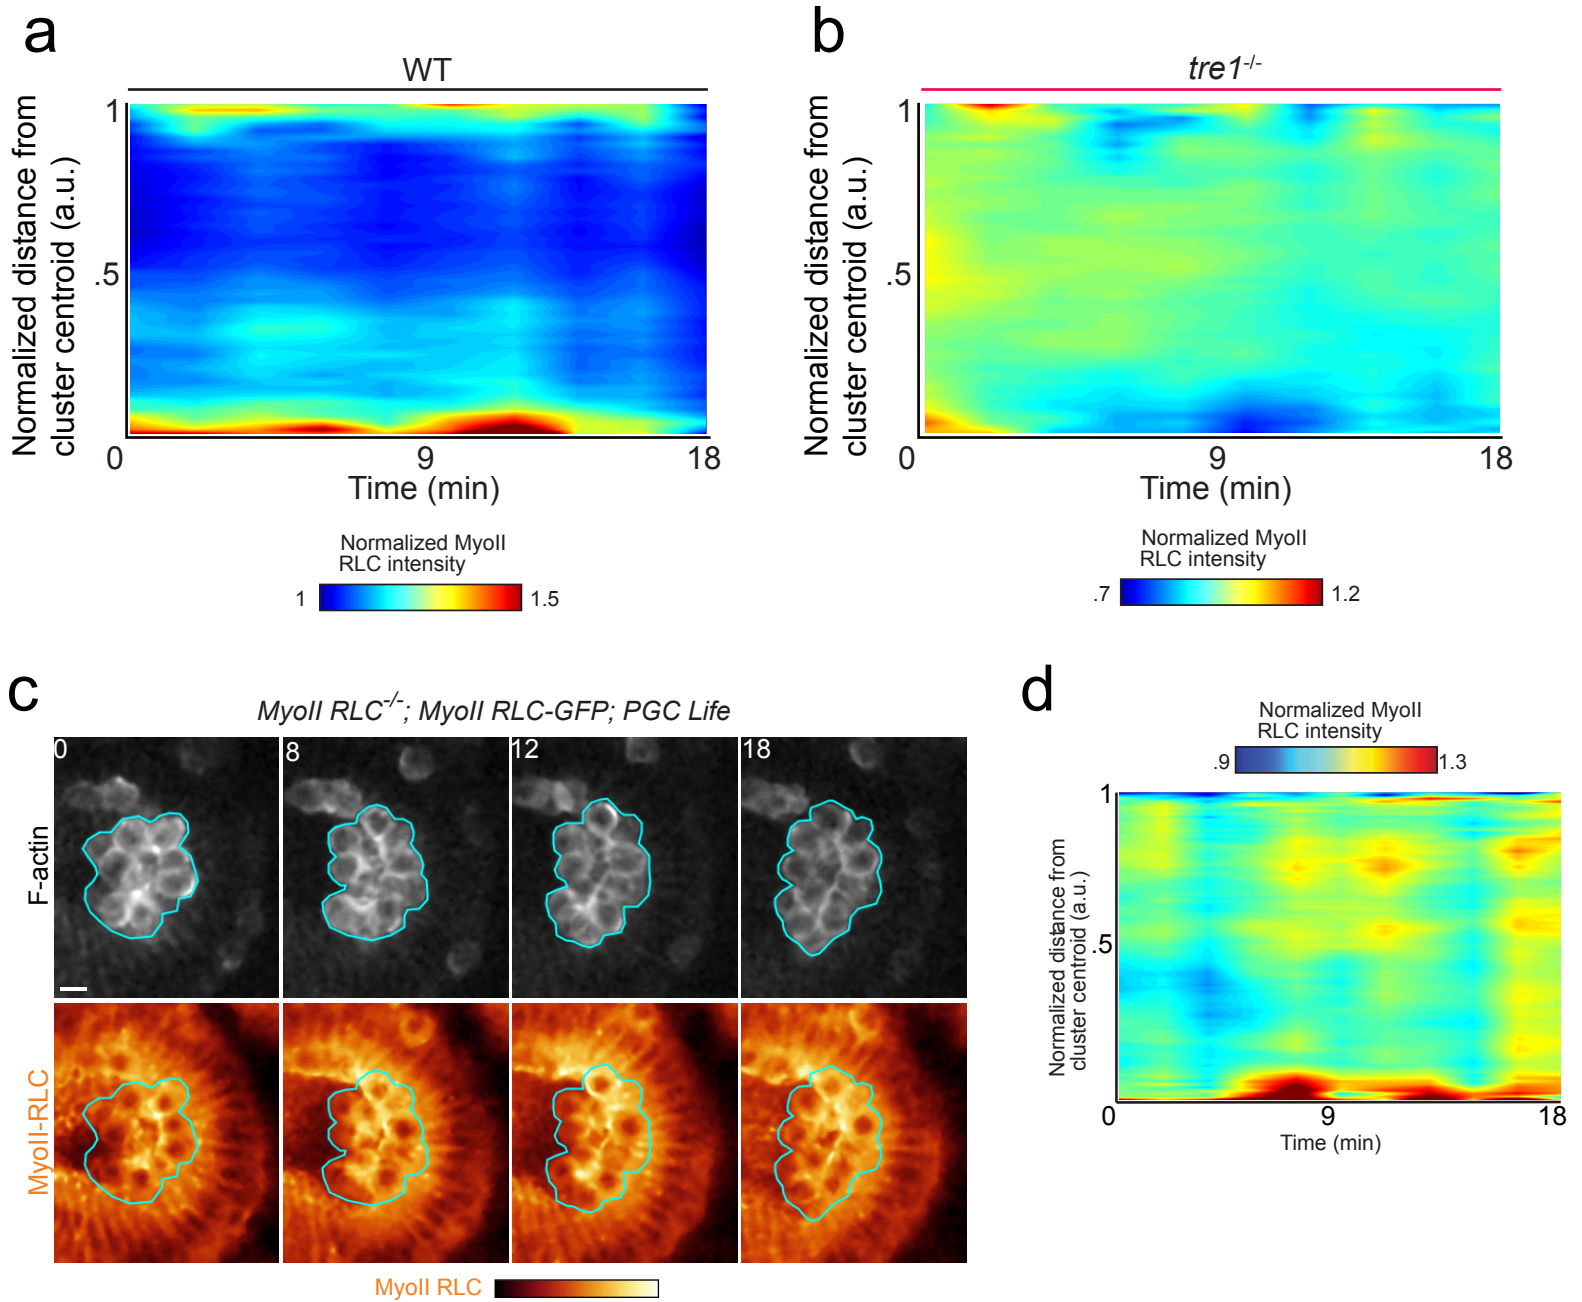 a
WT
Normalized distance from
cluster centroid (a.u.)
1
.5
0
9
18
Time (min)
Normalized MyoII
RLC intensity
1
1.5
b
tre1-/-
Normalized distance from
cluster centroid (a.u.)
1
.5
0
9
18
Time (min)
Normalized MyoII
RLC intensity
.7
1.2
c
MyoII RLC-/-; MyoII RLC-GFP; PGC Life
F-actin
0
8
12
18
MyoII-RLC
MyoII RLC
d
Normalized MyoII
RLC intensity
.9
1.3
Normalized distance from
cluster centroid (a.u.)
1
.5
0
9
18
Time (min)